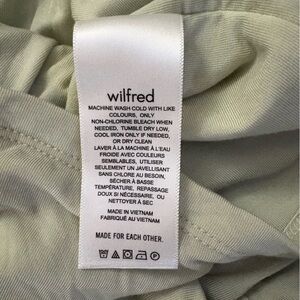 wilfred
MACHINE WASH COLD WITH LIKE
COLOURS, ONLY
NON-CHLORINE BLEACH WHEN
NEEDED, TUMBLE DRY LOW,
COOL IRON ONLY IF NEEDED,
OR DRY CLEAN
LAVER À LA MACHINE À L'EAU
FROIDE AVEC COULEURS
SEMBLABLES, UTILISER
SEULEMENT UN JAVELLISANT
SANS CHLORE AU BESOIN,
SÉCHER À BASSE
TEMPÉRATURE, REPASSAGE
DOUX SI NÉCESSAIRE, OU
NETTOYER À SEC
MADE IN VIETNAM
FABRIQUÉ AU VIETNAM
MADE FOR EACH OTHER.